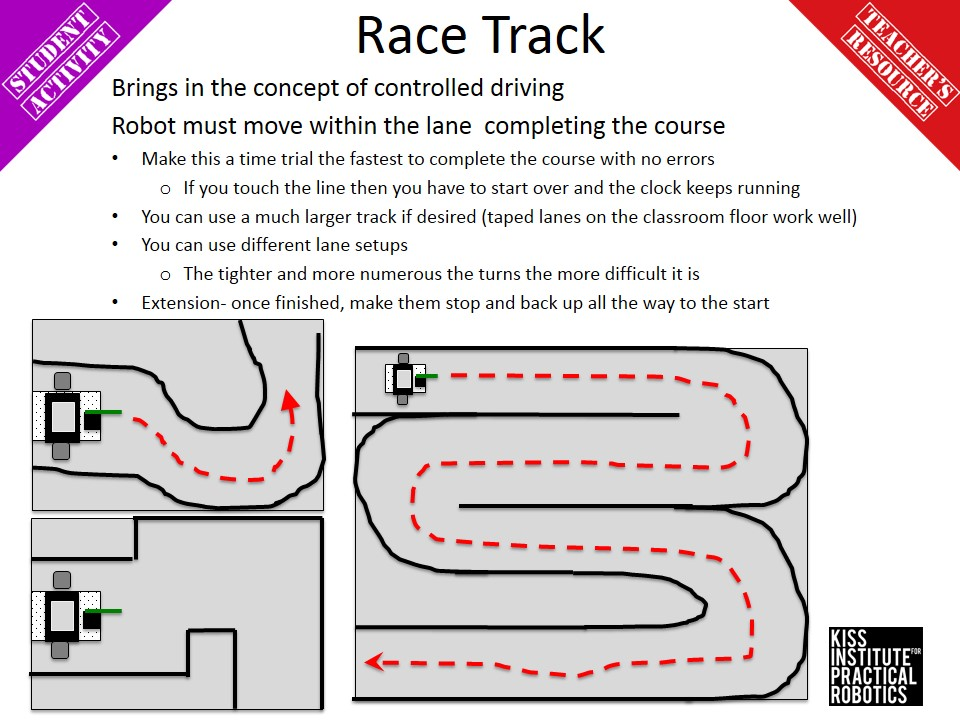 STUDENT
ACTIVITY
Race Track
TEACHER'S
RESOURCE
Brings in the concept of controlled driving
Robot must move within the lane completing the course
• Make this a time trial the fastest to complete the course with no errors
o If you touch the line then you have to start over and the clock keeps running
• You can use a much larger track if desired (taped lanes on the classroom floor work well)
• You can use different lane setups
o The tighter and more numerous the turns the more difficult it is
• Extension- once finished, make them stop and back up all the way to the start
KISS
INSTITUTE FOR
PRACTICAL
ROBOTICS